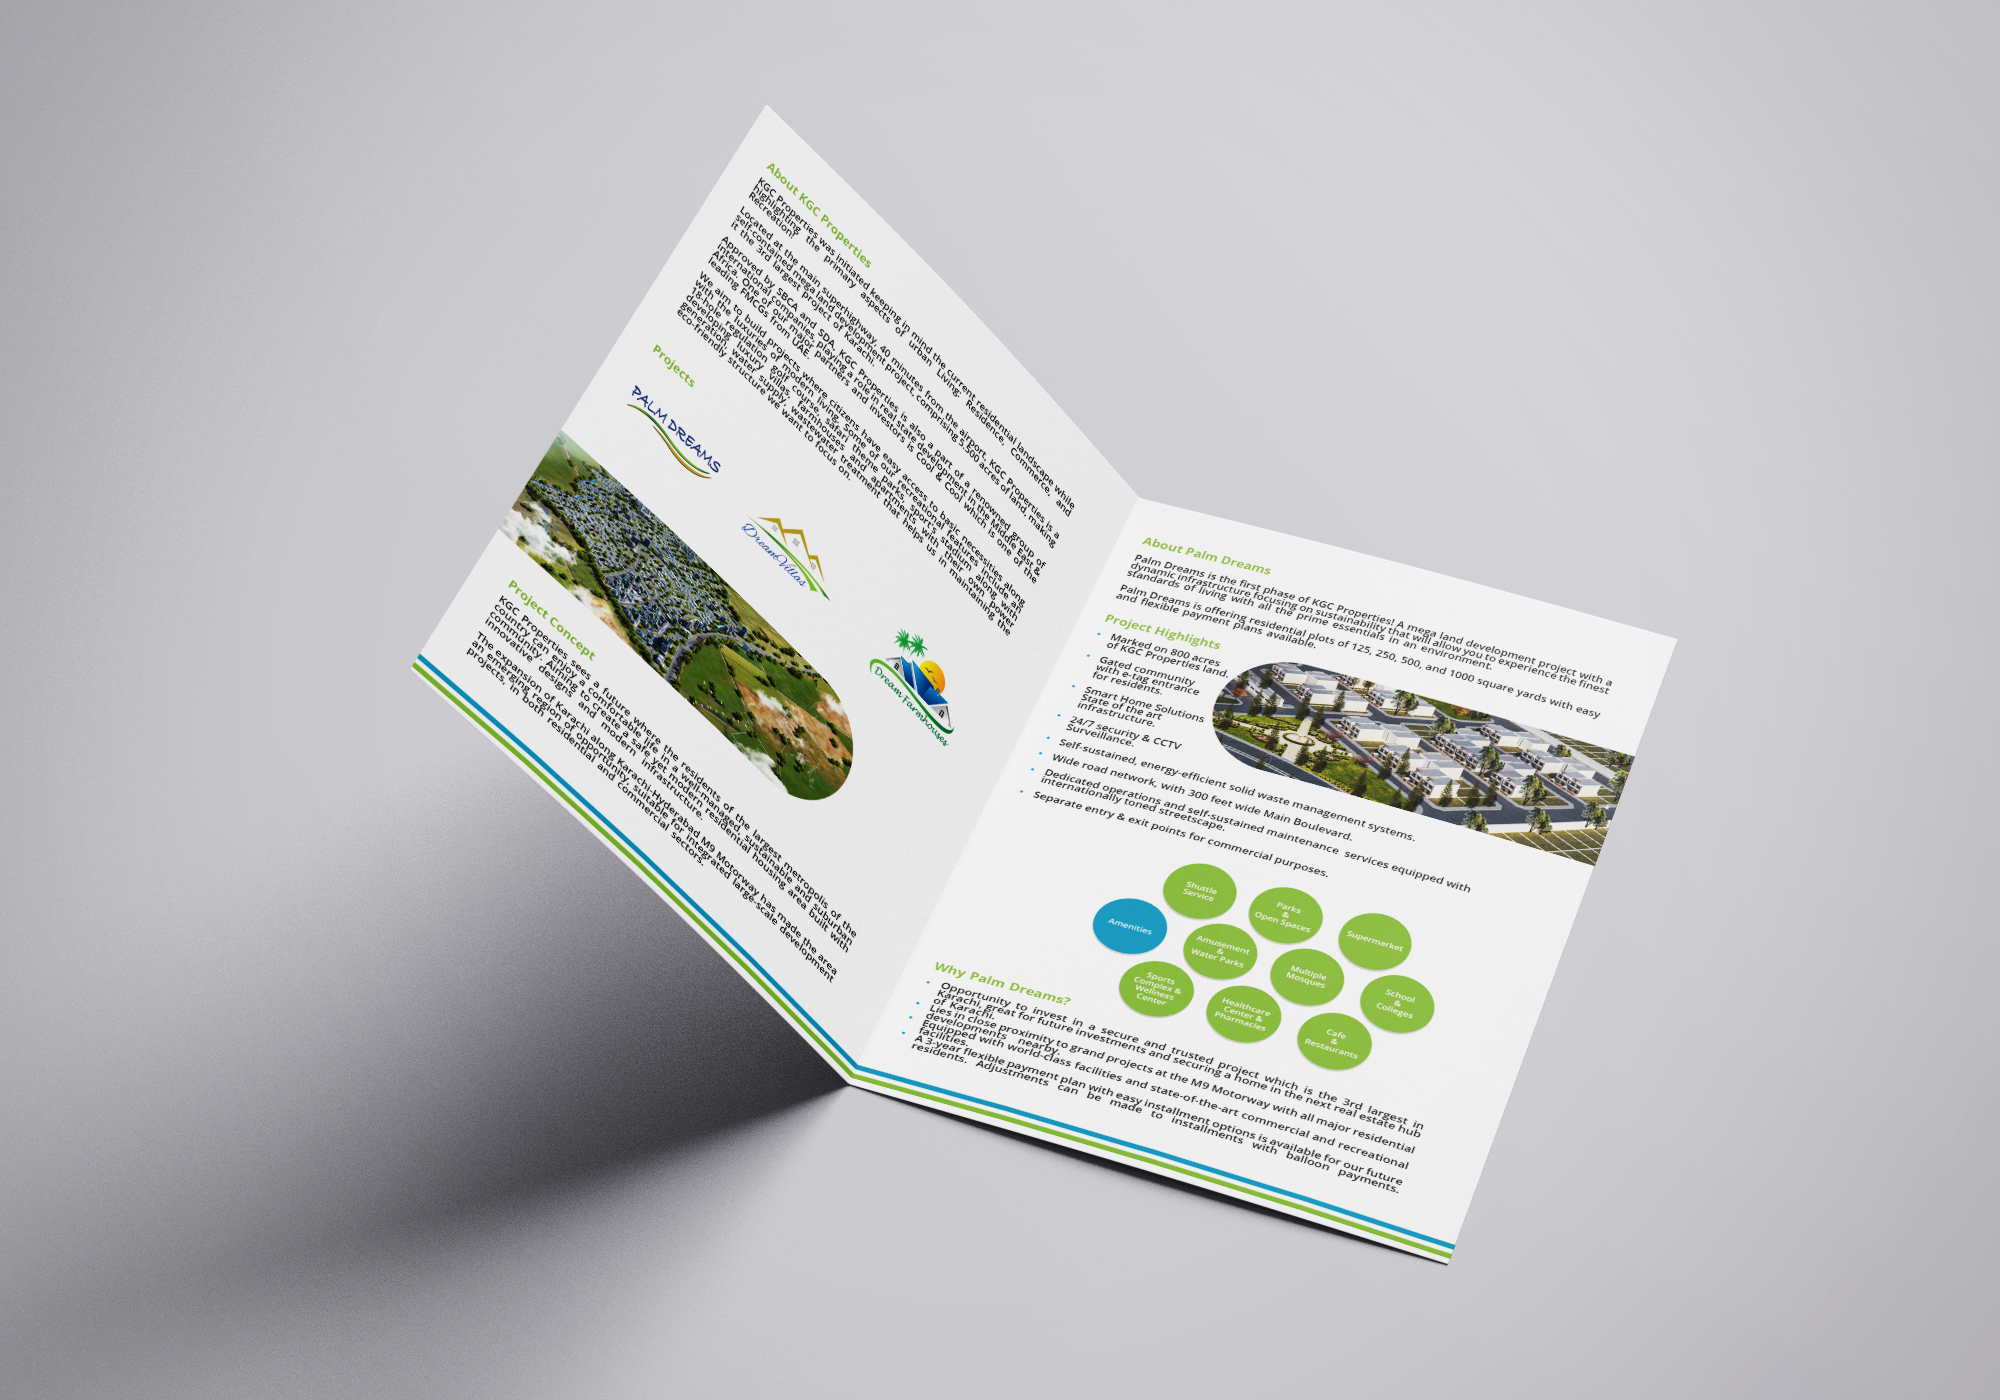 About KGC Properties
KGC Properties was initiated keeping in mind the current residential landscape while
highlighting the primary aspects of urban Living: Residence, Commerce, and
Recreation!
Located at the main superhighway, 40 minutes from the airport, KGC Properties is a
self-contained mega land development project, comprising 5,500 acres of land, making
it the 3rd largest project of Karachi.
Approved by SBCA and SDA, KGC Properties is also a part of a renowned group of
international companies, playing a role in real state development in the Middle East &
Africa. One of our major partners and investors is Cool & Cool which is one of the
leading FMCGs from UAE.
We aim to build projects where citizens have easy access to basic necessities along
with the luxuries of modern living. Some of our recreational features include an
18-hole regulation golf course, safari theme parks, sports stadium along with
developing luxury villas, farmhouses and apartments with their own power
generation, water supply, wastewater treatment that helps us in maintaining the
eco-friendly structure we want to focus on.
Projects
PALM DREAMS
Dream Villas
Dream Farmhouses
Project Concept
KGC Properties sees a future where the residents of the largest metropolis of the
country can enjoy a comfortable life in a well-managed, sustainable and suburban
community. Aiming to create a safe yet modern residential housing area built with
innovative designs and modern infrastructure.
The expansion of Karachi along Karachi-Hyderabad M9 Motorway has made the area
an emerging region of opportunity, suitable for integrated large-scale development
projects, in both residential and commercial sectors.
About Palm Dreams
Palm Dreams is the first phase of KGC Properties! A mega land development project with a
dynamic infrastructure focusing on sustainability that will allow you to experience the finest
standards of living with all the prime essentials in an environment.
Palm Dreams is offering residential plots of 125, 250, 500, and 1000 square yards with easy
and flexible payment plans available.
Project Highlights
Marked on 800 acres
of KGC Properties land.
Gated community
with e-tag entrance
for residents.
Smart Home Solutions
State of the art
infrastructure.
24/7 security & CCTV
Surveillance.
Self-sustained, energy-efficient solid waste management systems.
Wide road network, with 300 feet wide Main Boulevard.
Dedicated operations and self-sustained maintenance services equipped with
internationally toned streetscape.
Separate entry & exit points for commercial purposes.
Amenities
Shuttle
Service
Parks
&
Open Spaces
Supermarket
Amusement
&
Water Parks
Multiple
Mosques
School
&
Colleges
Sports
Complex &
Wellness
Center
Healthcare
Center &
Pharmacies
Cafe
&
Restaurants
Why Palm Dreams?
Opportunity to invest in a secure and trusted project which is the 3rd largest in
Karachi, great for future investments and securing a home in the next real estate hub
of Karachi.
Lies in close proximity to grand projects at the M9 Motorway with all major residential
developments nearby.
Equipped with world-class facilities and state-of-the-art commercial and recreational
facilities.
A 3-year flexible payment plan with easy installment options is available for our future
residents. Adjustments can be made to installments with balloon payments.